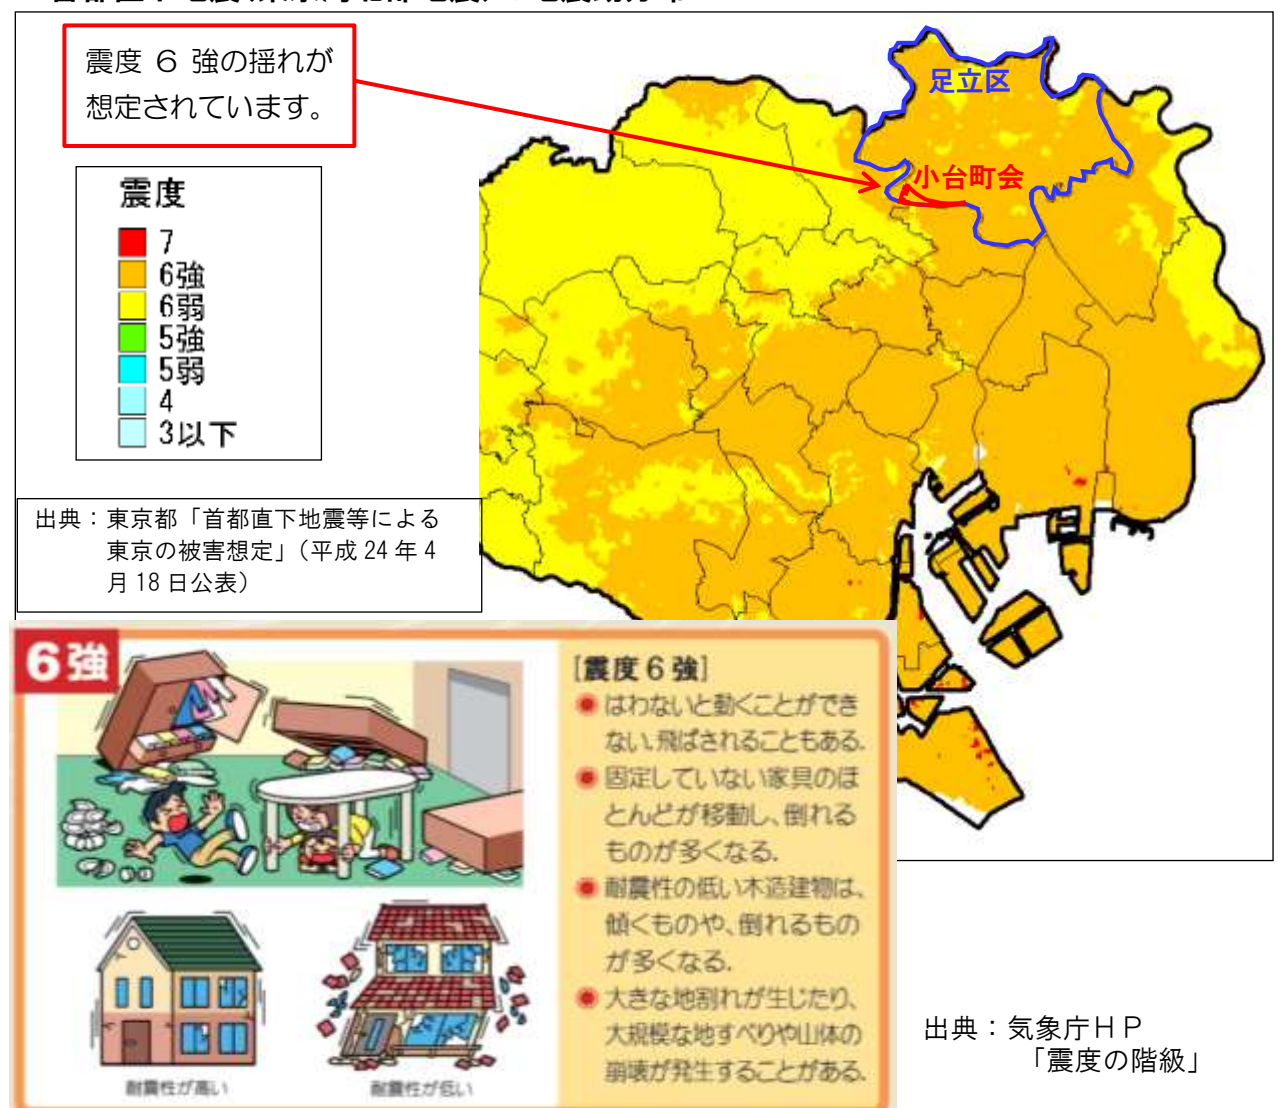 震度 6 強の揺れが
想定されています。
足立区
小台町会
震度
7
6強
6弱
5強
5弱
4
3以下
出典：東京都「首都直下地震等による
東京の被害想定」（平成 24 年 4
月 18 日公表）
6強
[震度６強]
はわないと動くことができ
ない。飛ばされることもある。
固定していない家具のほ
とんどが移動し、倒れる
ものが多くなる。
耐震性の低い木造建物は、
傾くものや、倒れるもの
が多くなる。
大きな地割れが生じたり、
大規模な地すべりや山体の
崩壊が発生することがある。
耐震性が高い
耐震性が低い
出典：気象庁ＨＰ
「震度の階級」